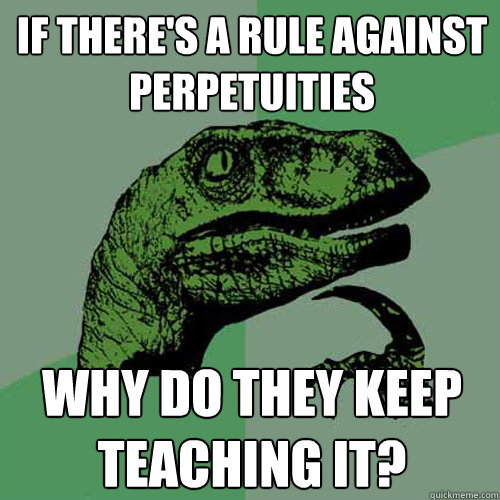 IF THERE'S A RULE AGAINST
PERPETUITIES
WHY DO THEY KEEP
TEACHING IT?
quickmeme.com